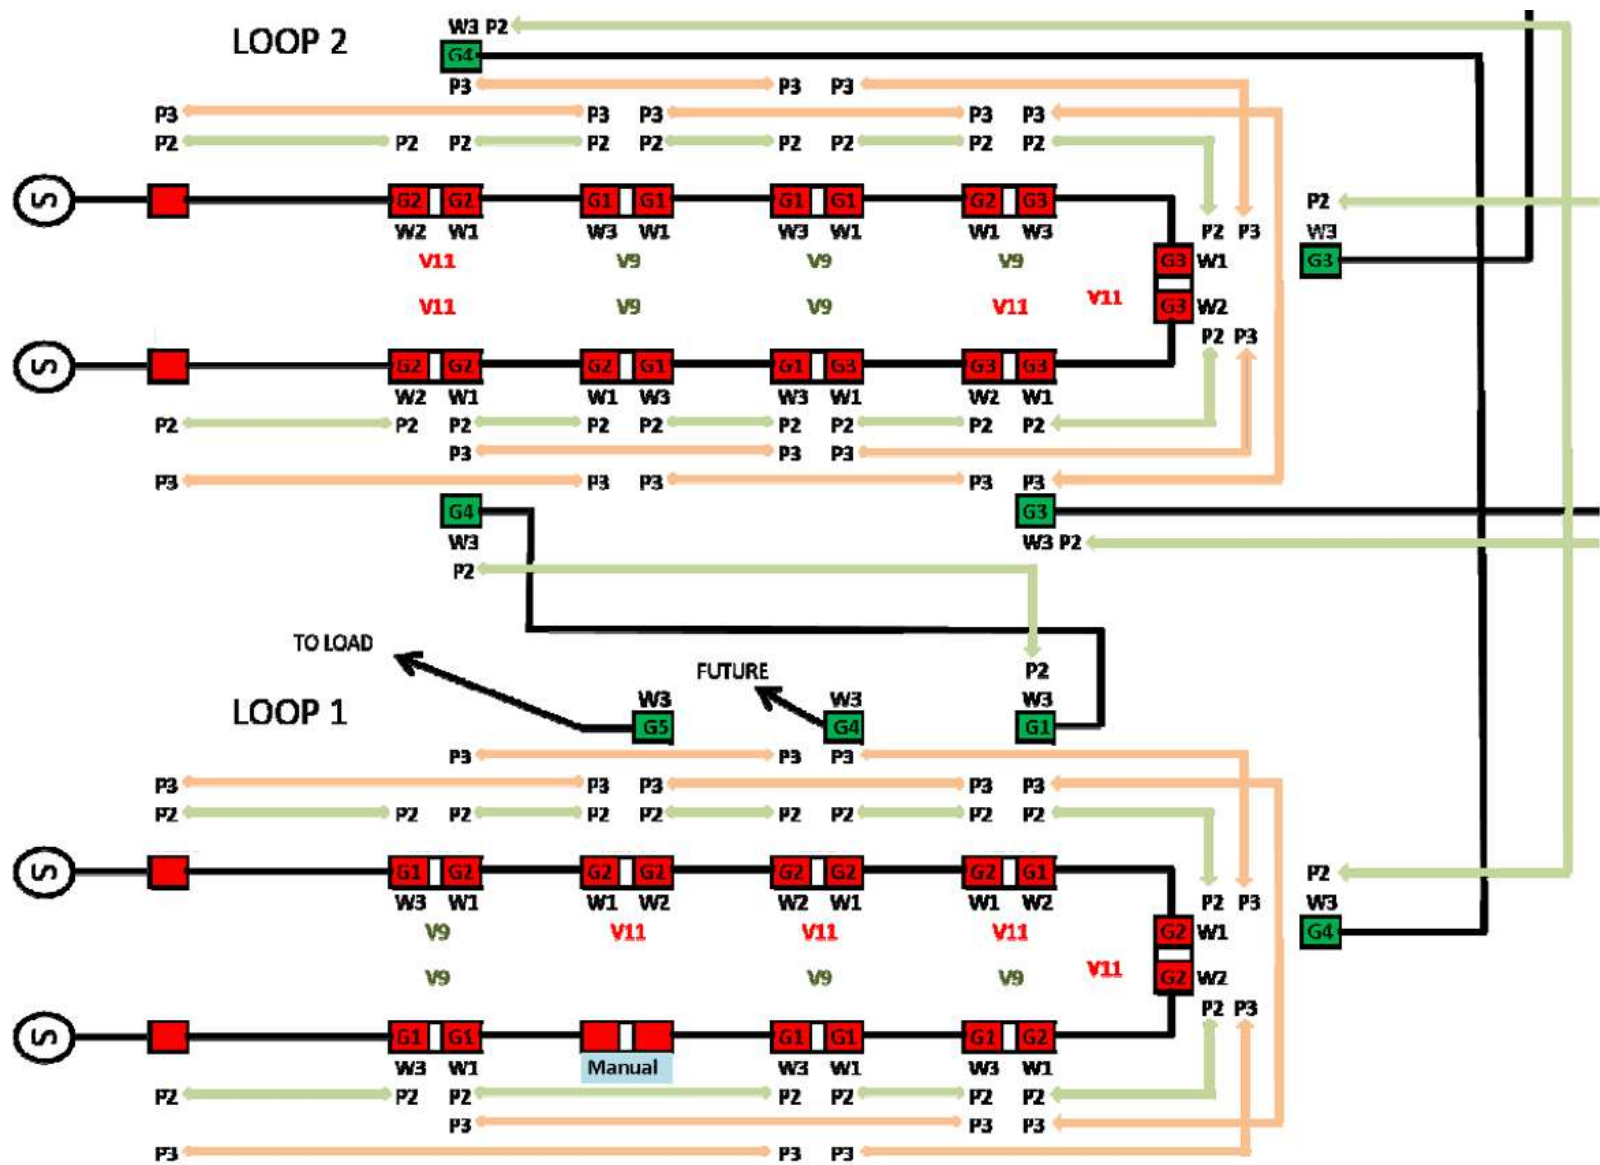 W3 P2
LOOP 2
G4
P3 P3 P3
P3 P3 P3 P3 P3
P2 P2 P2 P2 P2 P2 P2 P2
S G2 G2 G1 G1 G1 G1 G2 G3 P2
W2 W1 W3 W1 W3 W1 W1 W3 P2 P3 W3
V11 V9 V9 V9 G3 W1 G3
V11 V9 V9 V11 V11 G3 W2
P2 P3
S G2 G2 G2 G1 G1 G3 G3 G3
W2 W1 W1 W3 W3 W1 W2 W1
P2 P2 P2 P2 P2 P2 P2 P2 P2
P3 P3 P3
P3 P3 P3 P3 P3
G4 G3
W3 W3 P2
P2
TO LOAD
FUTURE P2
LOOP 1 W3 W3 W3
G5 G4 G1
P3 P3 P3
P3 P3 P3 P3 P3
P2 P2 P2 P2 P2 P2 P2 P2 P2
S G1 G2 G2 G2 G2 G2 G2 G1 P2
W3 W1 W1 W2 W2 W1 W1 W2 P2 P3 W3
V9 V11 V11 V11 G2 W1 G4
V9 V9 V9 V11 G2 W2
P2 P3
S G1 G1 G1 G1 G1 G2
W3 W1 Manual W3 W1 W3 W1
P2 P2 P2 P2 P2 P2 P2
P3 P3 P3
P3 P3 P3